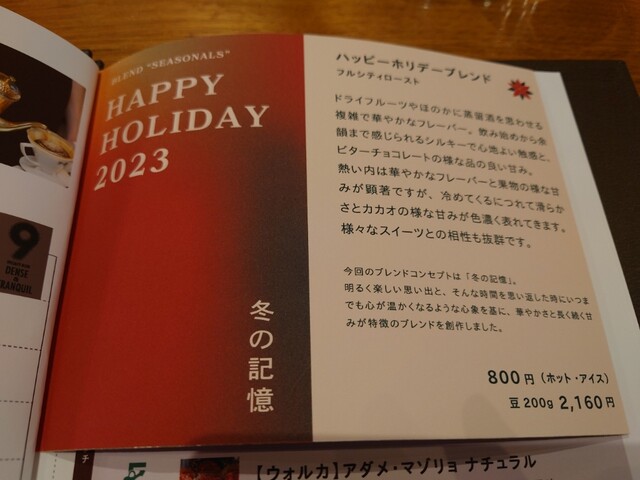 BLEND "SEASONALS"
HAPPY
HOLIDAY
2023
冬の記憶
ハッピーホリデーブレンド
フルシティロースト
ドライフルーツやほのかに蒸留酒を思わせる
複雑で華やかなフレーバー。飲み始めから余
韻まで感じられるシルキーで心地よい触感と、
ビターチョコレートの様な品の良い甘み。
熱い内は華やかなフレーバーと果物の様な甘
みが顕著ですが、冷めてくるにつれて滑らか
さとカカオの様な甘みが色濃く表れてきます。
様々なスイーツとの相性も抜群です。
今回のブレンドコンセプトは「冬の記憶」。
明るく楽しい思い出と、そんな時間を思い返した時にいつま
でも心が温かくなるような心象を基に、華やかさと長く続く甘
みが特徴のブレンドを創作しました。
800円（ホット・アイス）
豆200g 2,160円
9
DENSE
TRANQUIL
チ
【ウォルカ】アダメ・マゾリョ ナチュラル